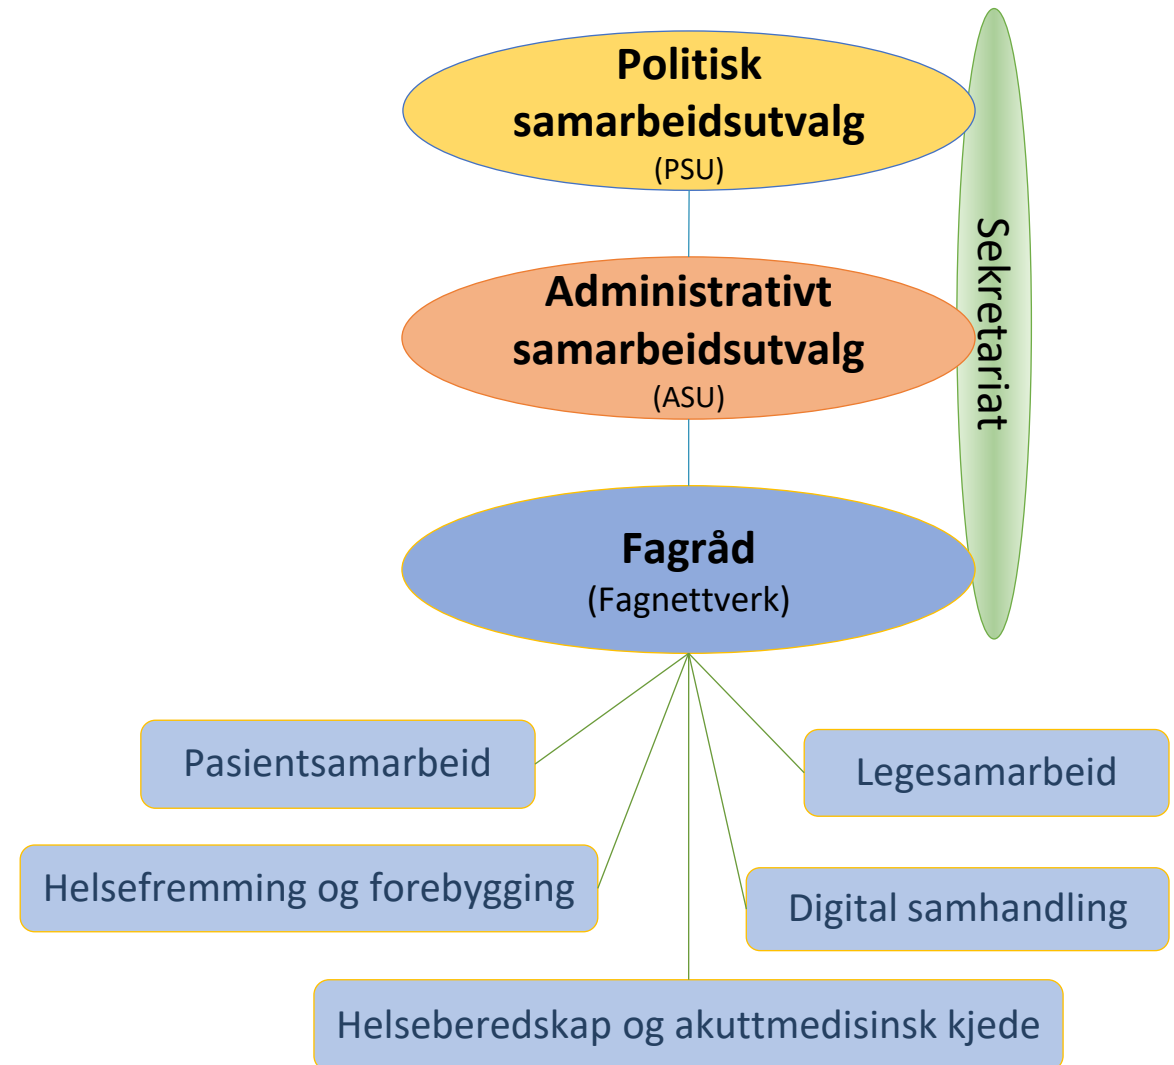 Politisk
samarbeidsutvalg
(PSU)
Sekretariat
Administrativt
samarbeidsutvalg
(ASU)
Fagråd
(Fagnettverk)
Pasientsamarbeid
Legesamarbeid
Helsefremming og forebygging
Digital samhandling
Helseberedskap og akuttmedisinsk kjede